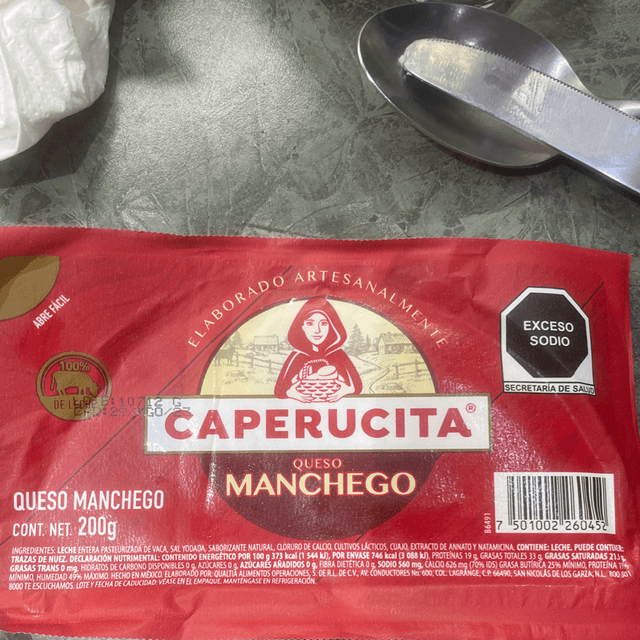 ABRE FÁCIL
ELABORADO ARTESANALMENTE
EXCESO
SODIO
SECRETARÍA DE SALUD
100%
DE
CAPERUCITA®
QUESO
MANCHEGO
QUESO MANCHEGO
CONT. NET. 200g
B6491
7 501002 26045
INGREDIENTES: LECHE ENTERA PASTEURIZADA DE VACA, SAL YODADA, SABORIZANTE NATURAL, CLORURO DE CALCIO, CULTIVOS LÁCTICOS, CUAJO, EXTRACTO DE ANNATO Y NATAMICINA. CONTIENE: LECHE. PUEDE CONTENER
TRAZAS DE NUEZ. DECLARACIÓN NUTRIMENTAL: CONTENIDO ENERGÉTICO POR 100 g 373 kcal (1 544 kJ), POR ENVASE 746 kcal (3 088 kJ), PROTEÍNAS 19 g, GRASAS TOTALES 33 g, GRASAS SATURADAS
GRASAS TRANS 0 mg, HIDRATOS DE CARBONO DISPONIBLES 0 g, AZÚCARES 0 g, AZÚCARES AÑADIDOS 0 g, FIBRA DIETÉTICA 0 g, SODIO 560 mg, CALCIO 626 mg (70% IDS) GRASA BUTÍRICA 25% MÍNIMO, PROTEÍNA
MÍNIMO, HUMEDAD 49% MÁXIMO. HECHO EN MÉXICO. ELABORADO POR: QUALTIA ALIMENTOS OPERACIONES, S. DE R.L. DE C.V., AV. CONDUCTORES No. 600, COL. LAGRANGE, C.P. 66490, SAN NICOLÁS DE LOS GARZA, N.L.
8000 TE ESCUCHAMOS. LOTE Y FECHA DE CADUCIDAD: VÉASE EN EL EMPAQUE. MANTÉNGASE EN REFRIGERACIÓN.